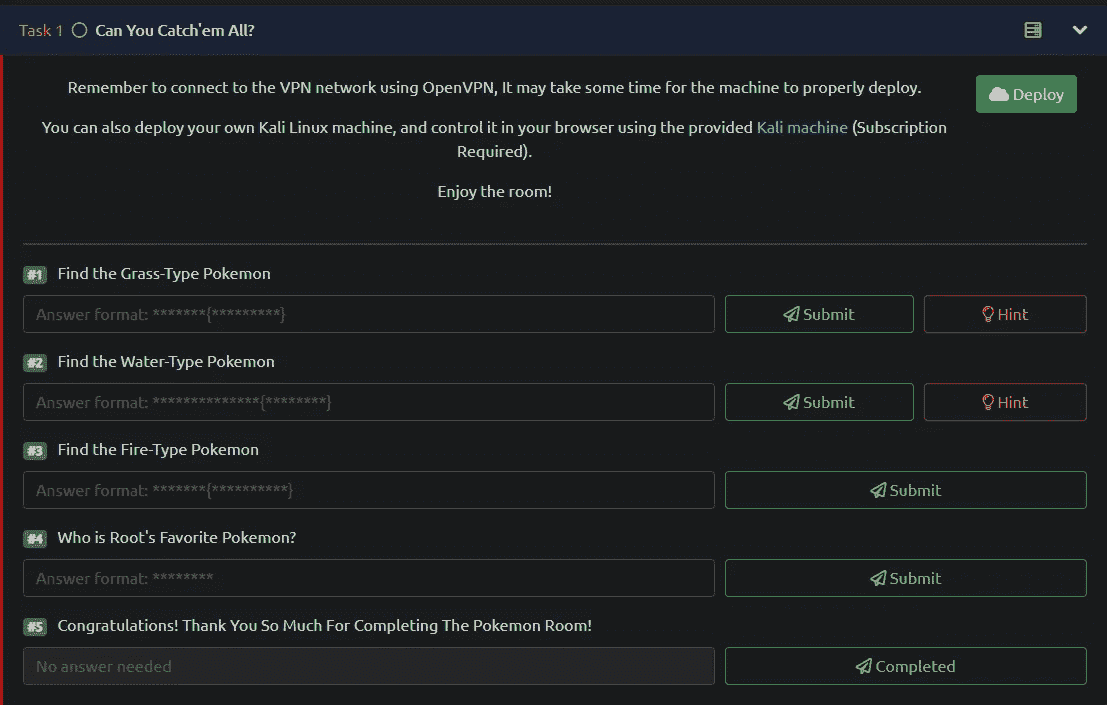 Task 1 Can You Catch'em All?
Remember to connect to the VPN network using OpenVPN, It may take some time for the machine to properly deploy.
Deploy
You can also deploy your own Kali Linux machine, and control it in your browser using the provided Kali machine (Subscription
Required).
Enjoy the room!
#1 Find the Grass-Type Pokemon
Answer format: *******{*********}
Submit
Hint
#2 Find the Water-Type Pokemon
Answer format: **************{********}
Submit
Hint
#3 Find the Fire-Type Pokemon
Answer format: *******{**********}
Submit
#4 Who is Root's Favorite Pokemon?
Answer format: ********
Submit
#5 Congratulations! Thank You So Much For Completing The Pokemon Room!
No answer needed
Completed